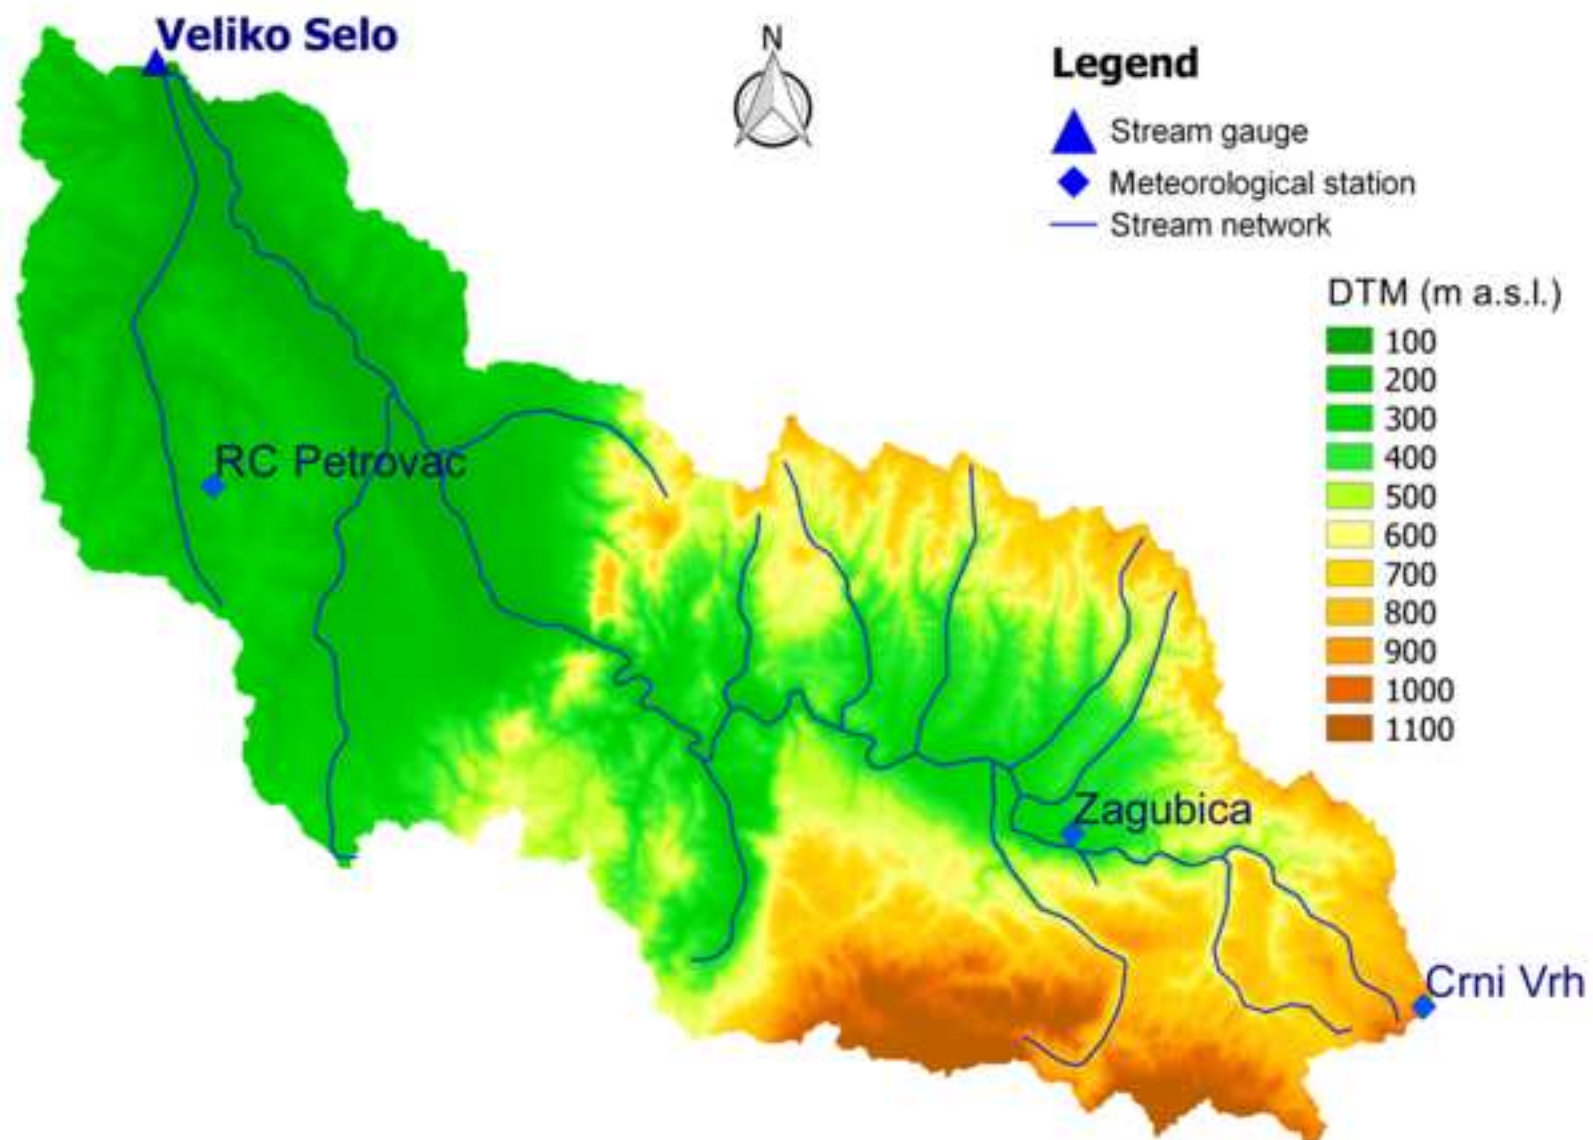 Veliko Selo
N
Legend
Stream gauge
Meteorological station
Stream network
DTM (m a.s.l.)
100
200
300
400
500
600
700
800
900
1000
1100
RC Petrovac
Zagubica
Crni Vrh